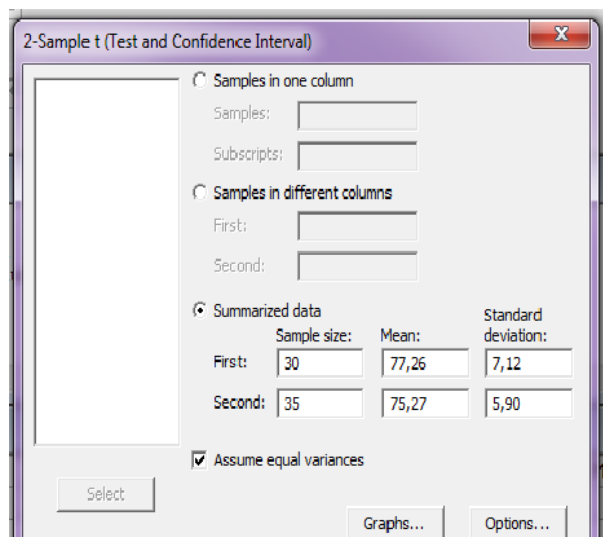 2-Sample t (Test and Confidence Interval)
x
Samples in one column
Samples:
Subscripts:
Samples in different columns
First:
Second:
Summarized data
Sample size: Mean: Standard deviation:
First: 30 77,26 7,12
Second: 35 75,27 5,90
Assume equal variances
Select
Graphs... Options...